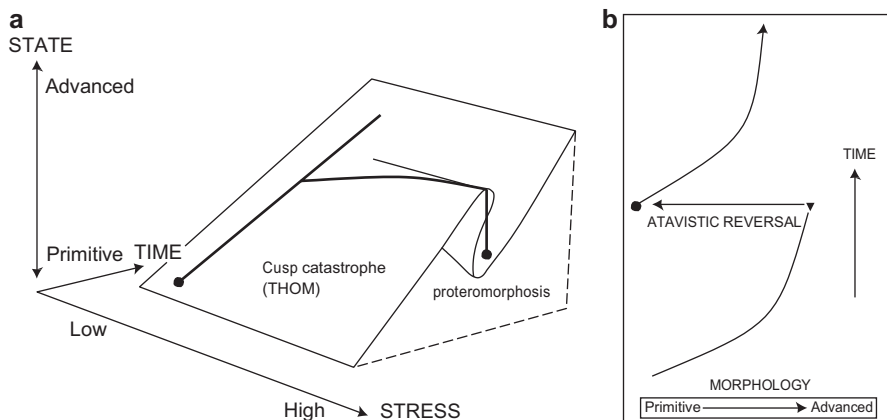 a
STATE
Advanced
Primitive
TIME
Low
High
STRESS
Cusp catastrophe
(THOM)
proteromorphosis
b
TIME
ATAVISTIC REVERSAL
MORPHOLOGY
Primitive
Advanced